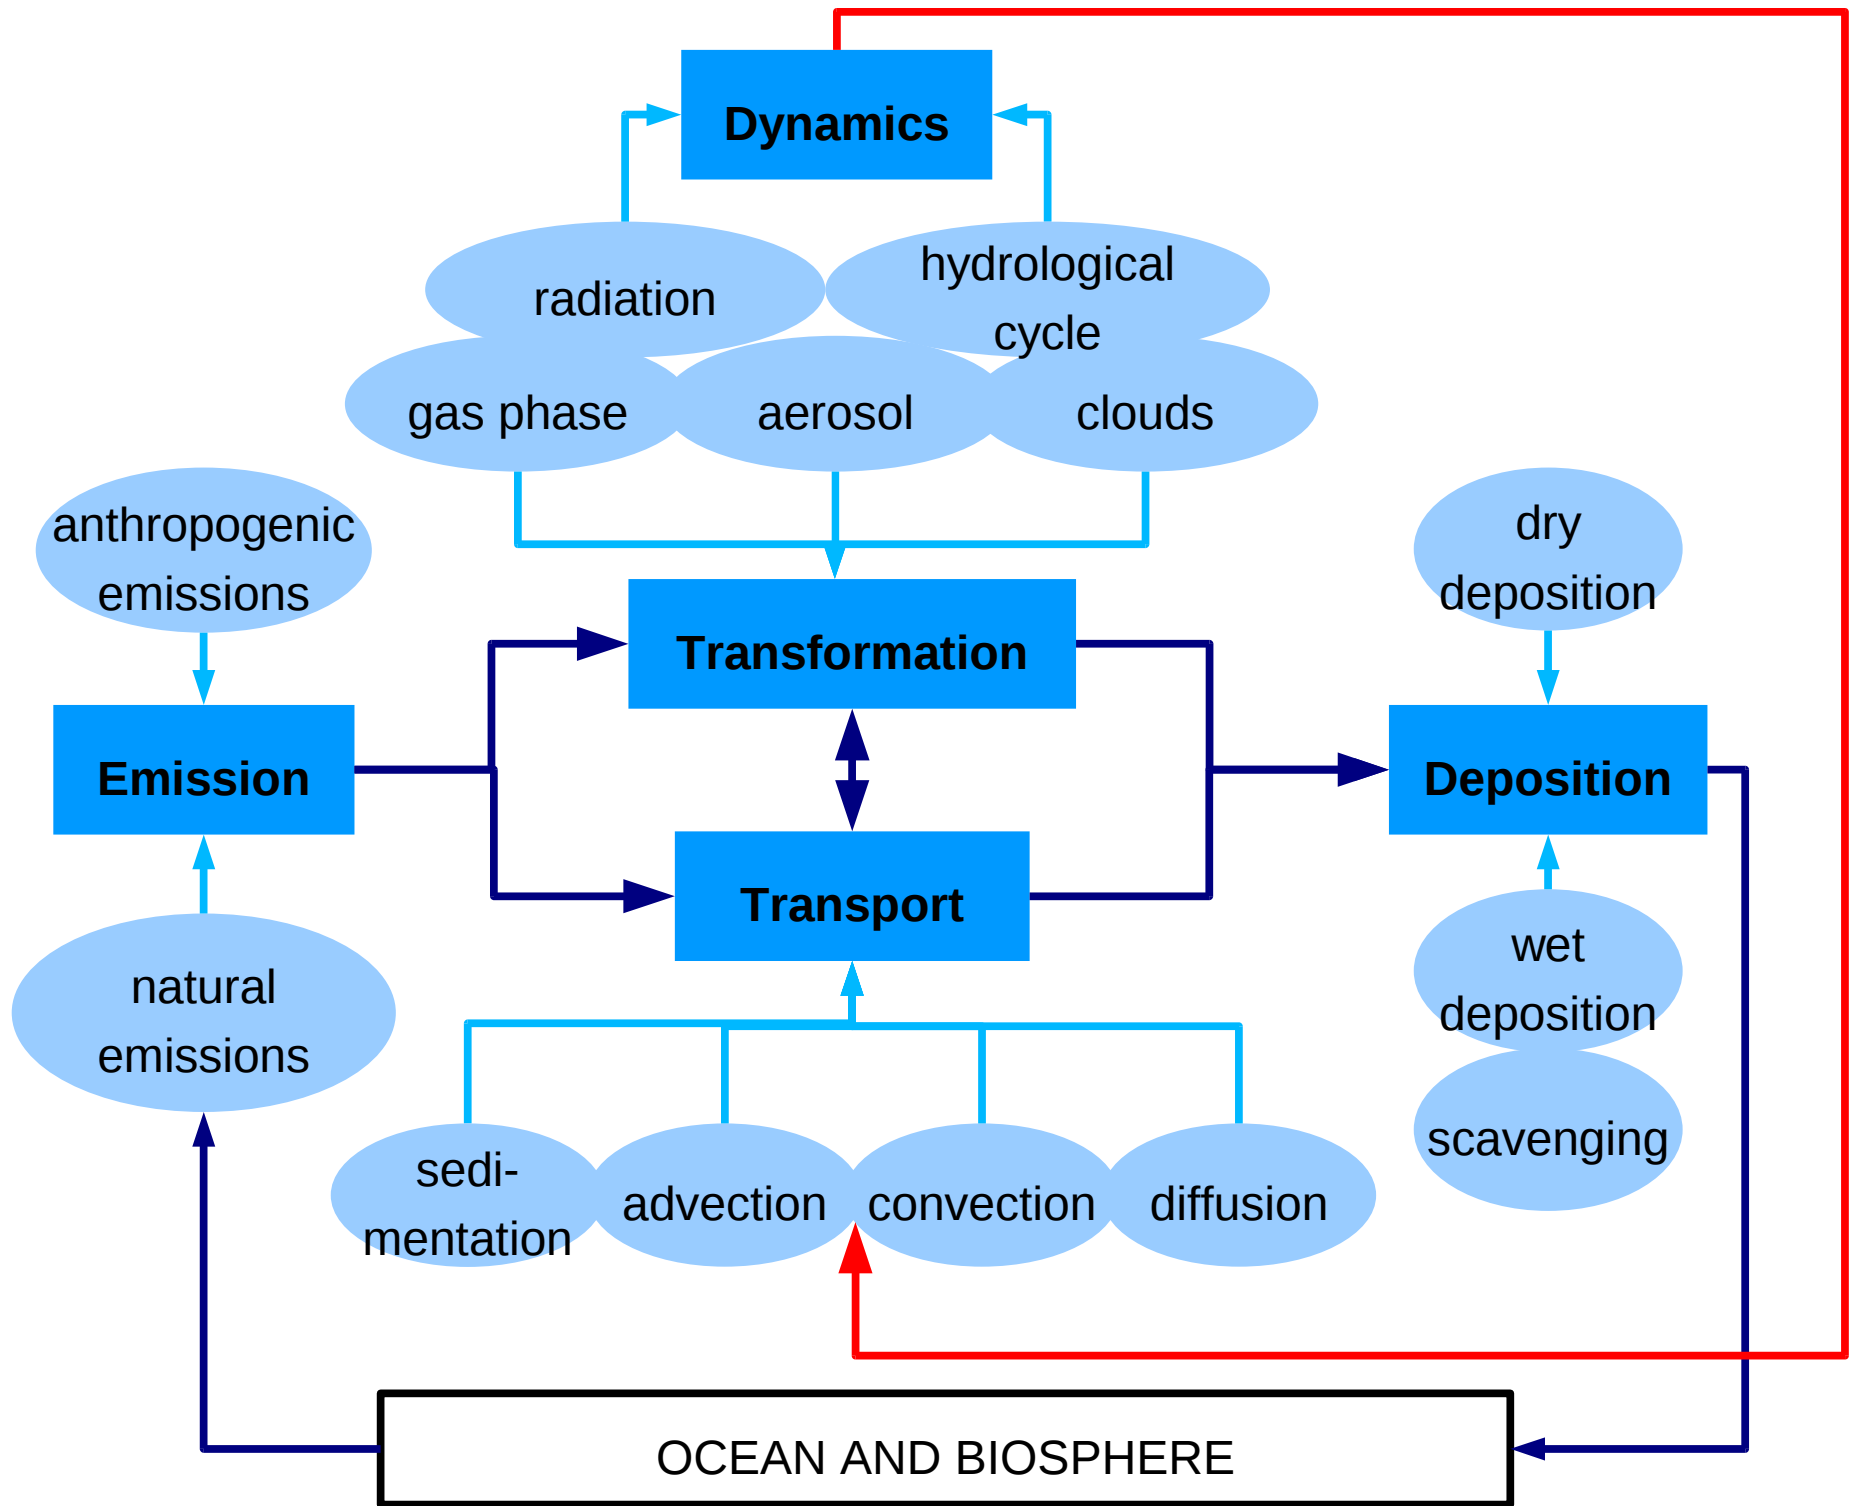 Dynamics
radiation
hydrological
cycle
gas phase
aerosol
clouds
anthropogenic
emissions
dry
deposition
Transformation
Emission
Deposition
Transport
natural
emissions
wet
deposition
scavenging
sedi-
mentation
advection
convection
diffusion
OCEAN AND BIOSPHERE